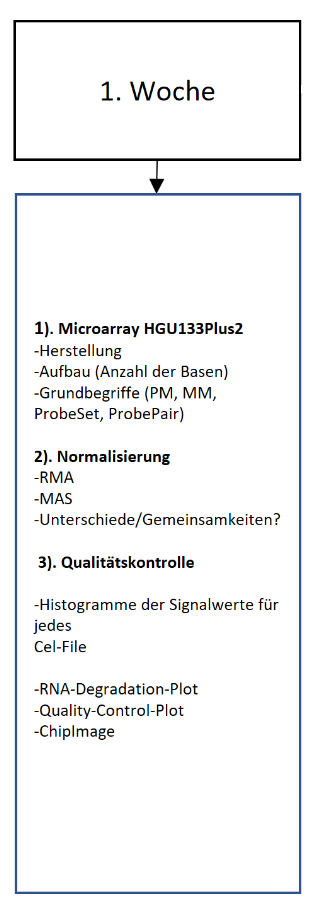 1. Woche
1). Microarray HGU133Plus2
-Herstellung
-Aufbau (Anzahl der Basen)
-Grundbegriffe (PM, MM,
ProbeSet, ProbePair)
2). Normalisierung
-RMA
-MAS
-Unterschiede/Gemeinsamkeiten?
3). Qualitätskontrolle
-Histogramme der Signalwerte für
jedes
Cel-File
-RNA-Degradation-Plot
-Quality-Control-Plot
-ChipImage